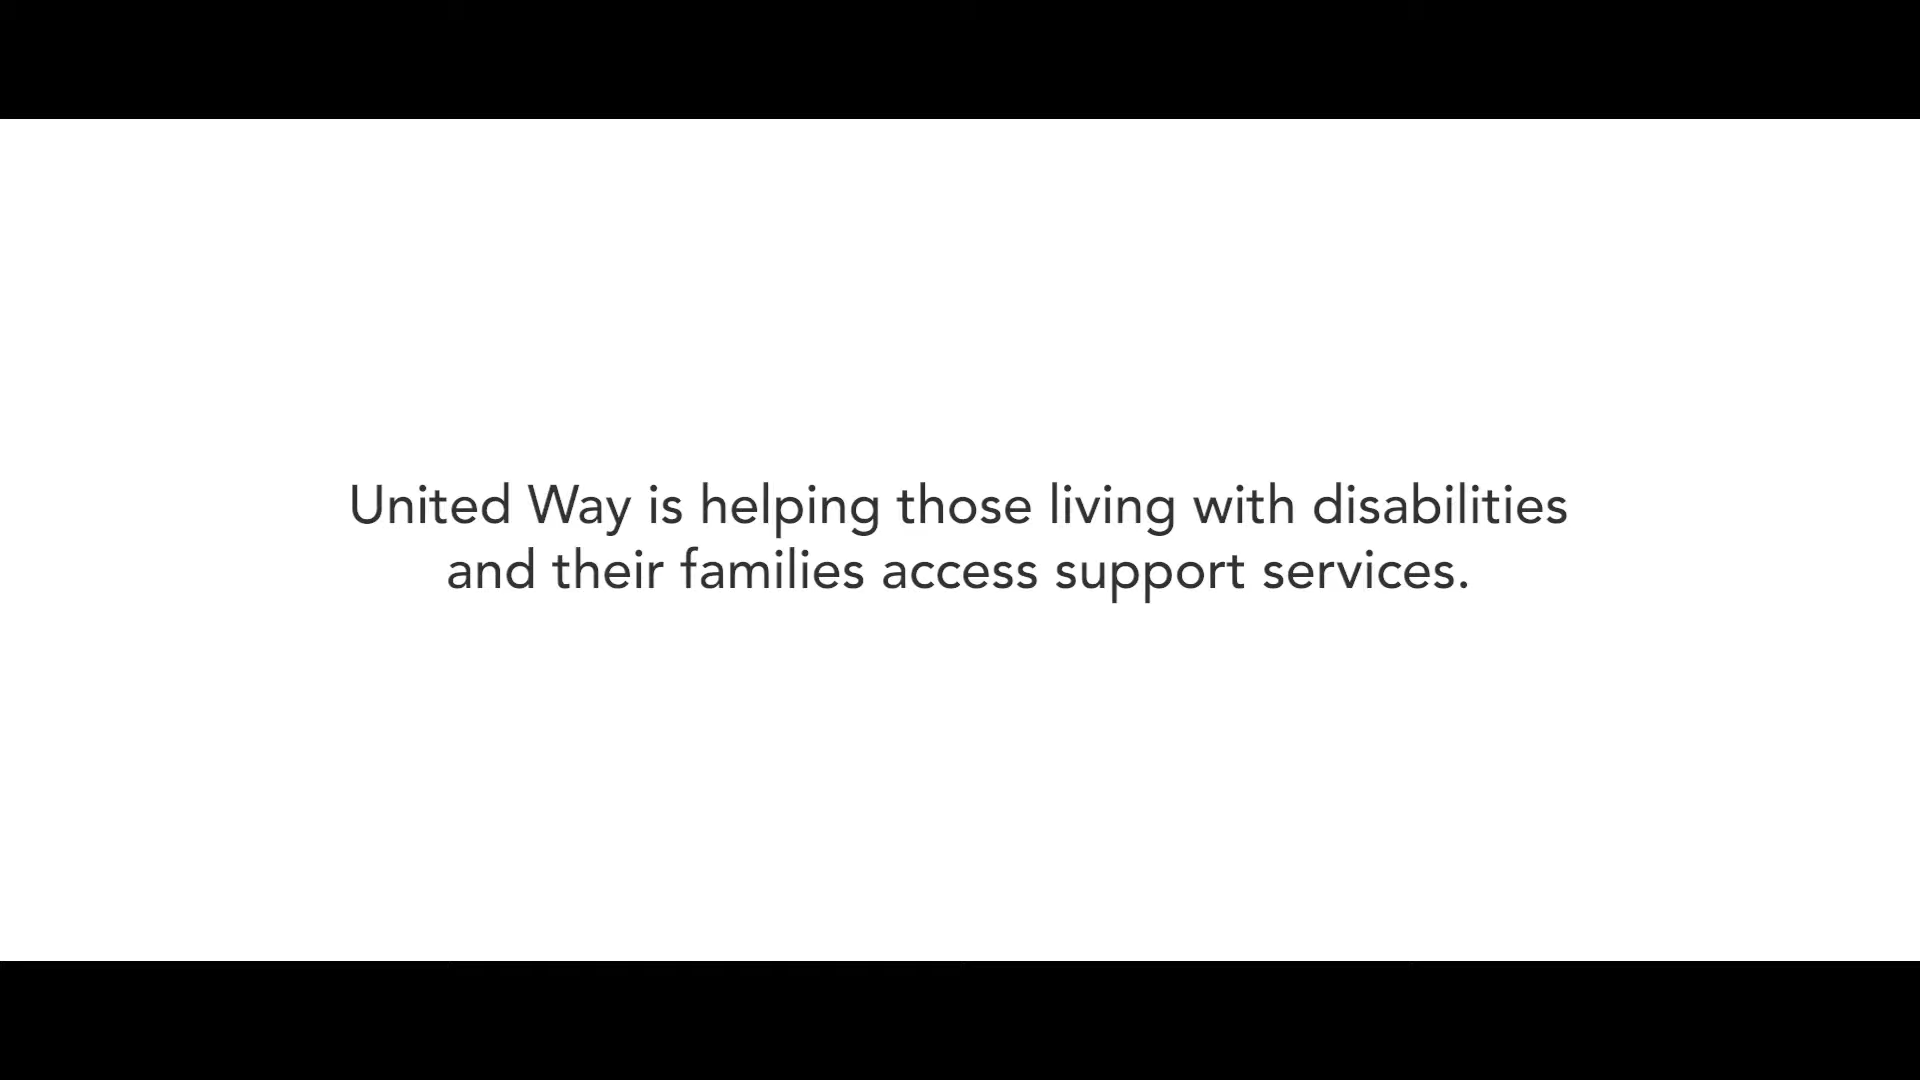 United Way is helping those living with disabilities
and their families access support services.